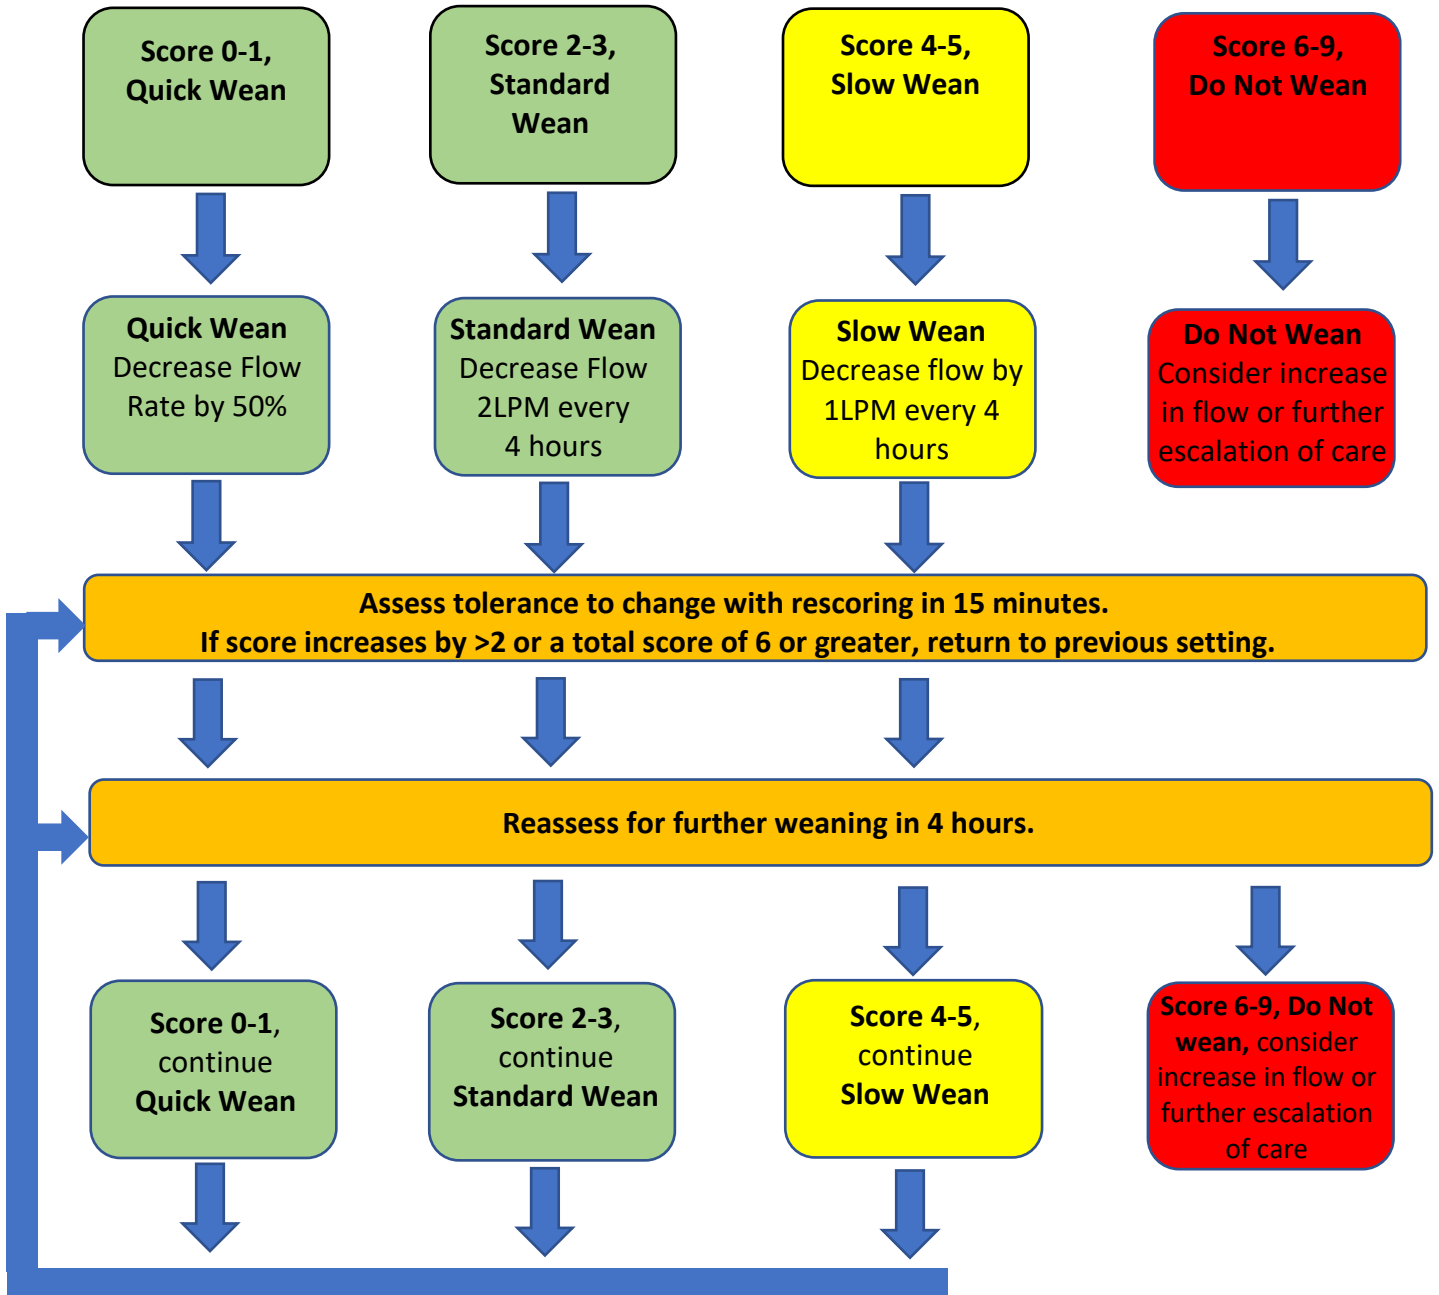 Score 0-1,
Quick Wean
Score 2-3,
Standard
Wean
Score 4-5,
Slow Wean
Score 6-9,
Do Not Wean
Quick Wean
Decrease Flow
Rate by 50%
Standard Wean
Decrease Flow
2LPM every
4 hours
Slow Wean
Decrease flow by
1LPM every 4
hours
Do Not Wean
Consider increase
in flow or further
escalation of care
Assess tolerance to change with rescoring in 15 minutes.
If score increases by >2 or a total score of 6 or greater, return to previous setting.
Reassess for further weaning in 4 hours.
Score 0-1,
continue
Quick Wean
Score 2-3,
continue
Standard Wean
Score 4-5,
continue
Slow Wean
Score 6-9, Do Not
wean, consider
increase in flow or
further escalation
of care